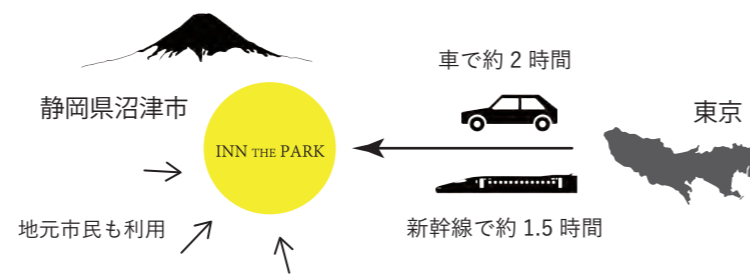 車で約 2 時間
静岡県沼津市
東京
INN THE PARK
地元市民も利用
新幹線で約 1.5 時間